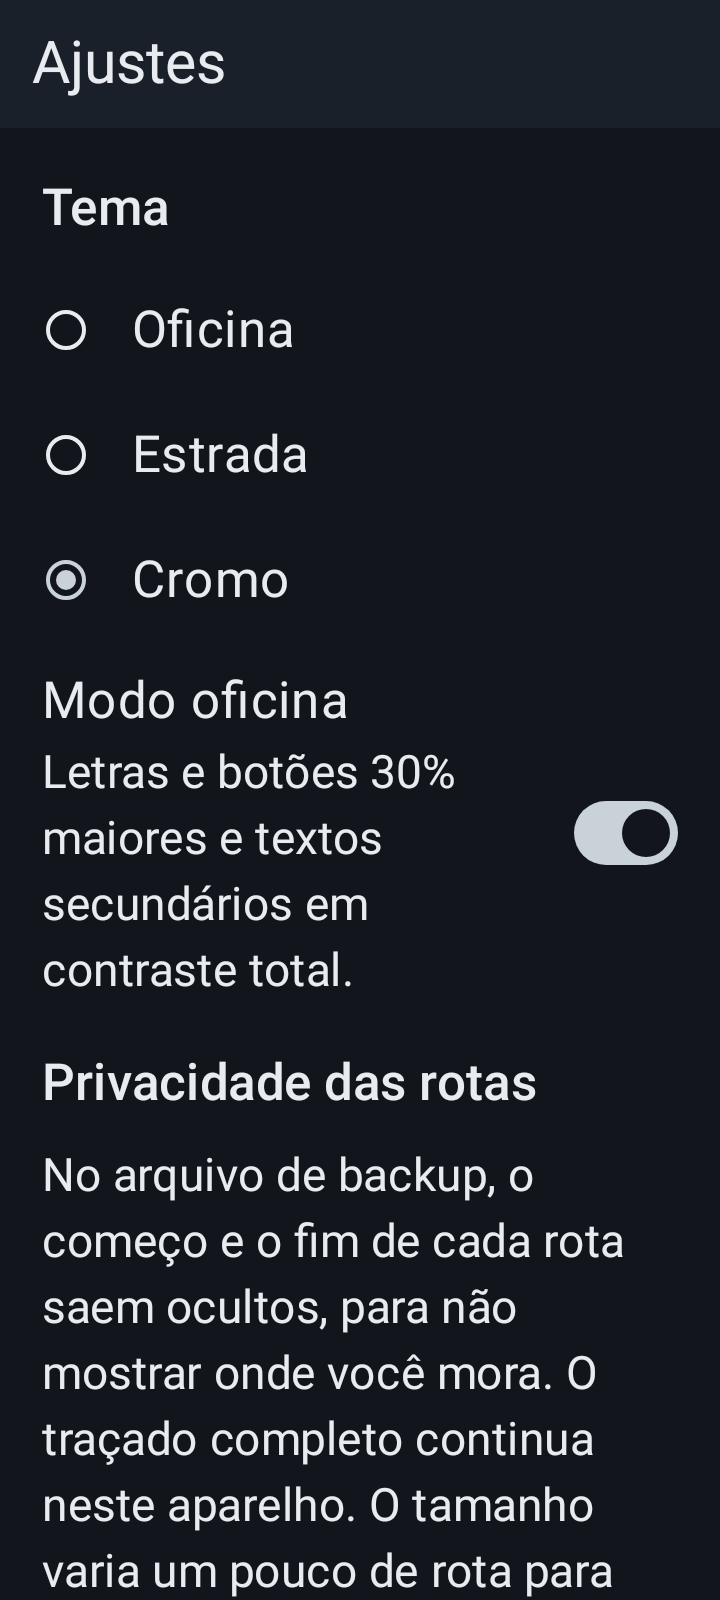 Ajustes
Tema
Oficina
Estrada
Cromo
Modo oficina
Letras e botões 30%
maiores e textos
secundários em
contraste total.
Privacidade das rotas
No arquivo de backup, o
começo e o fim de cada rota
saem ocultos, para não
mostrar onde você mora. O
traçado completo continua
neste aparelho. O tamanho
varia um pouco de rota para